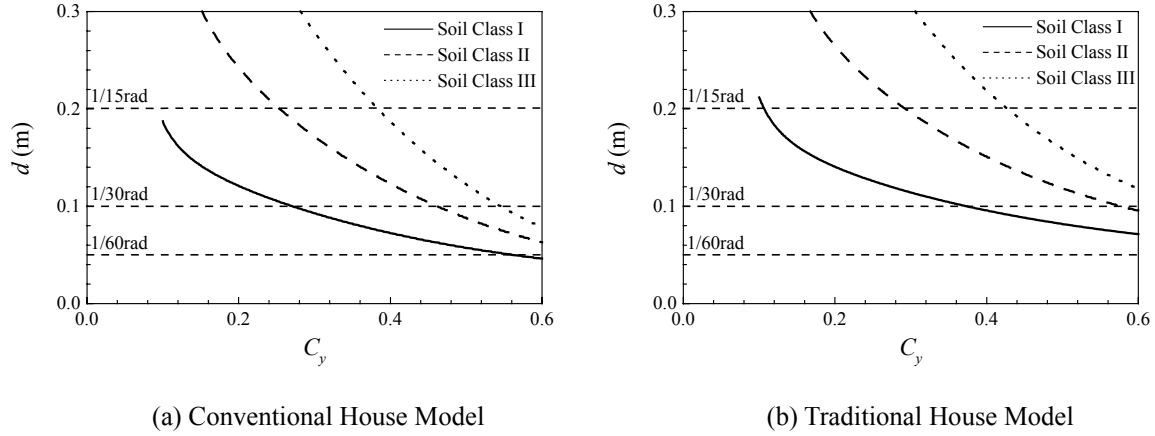 0.3
0.2
0.1
0.0
d (m)
Soil Class I
Soil Class II
Soil Class III
1/15rad
1/30rad
1/60rad
0.0 0.2 0.4 0.6
C_y
(a) Conventional House Model
0.3
0.2
0.1
0.0
d (m)
Soil Class I
Soil Class II
Soil Class III
1/15rad
1/30rad
1/60rad
0.0 0.2 0.4 0.6
C_y
(b) Traditional House Model